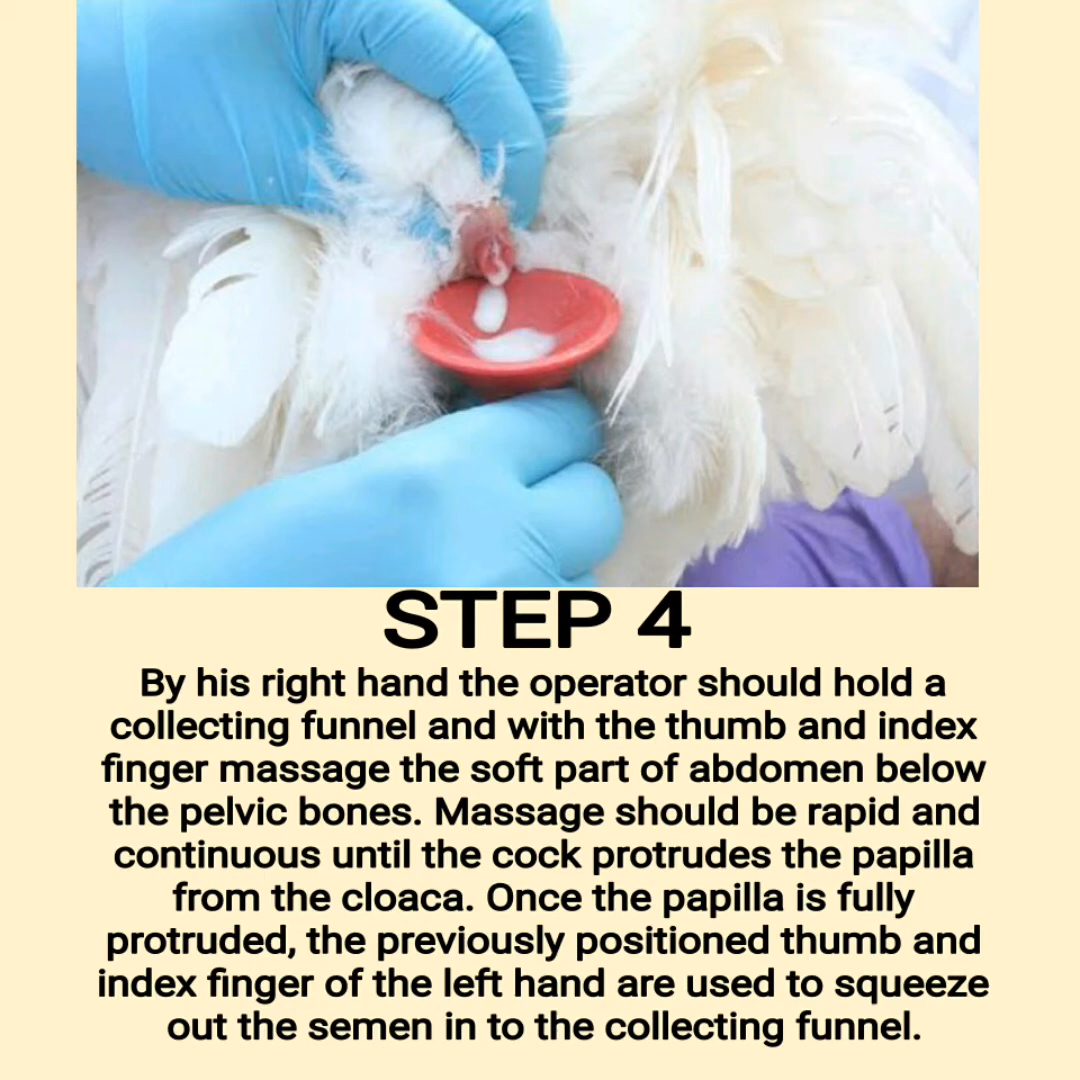 STEP 4
By his right hand the operator should hold a
collecting funnel and with the thumb and index
finger massage the soft part of abdomen below
the pelvic bones. Massage should be rapid and
continuous until the cock protrudes the papilla
from the cloaca. Once the papilla is fully
protruded, the previously positioned thumb and
index finger of the left hand are used to squeeze
out the semen in to the collecting funnel.